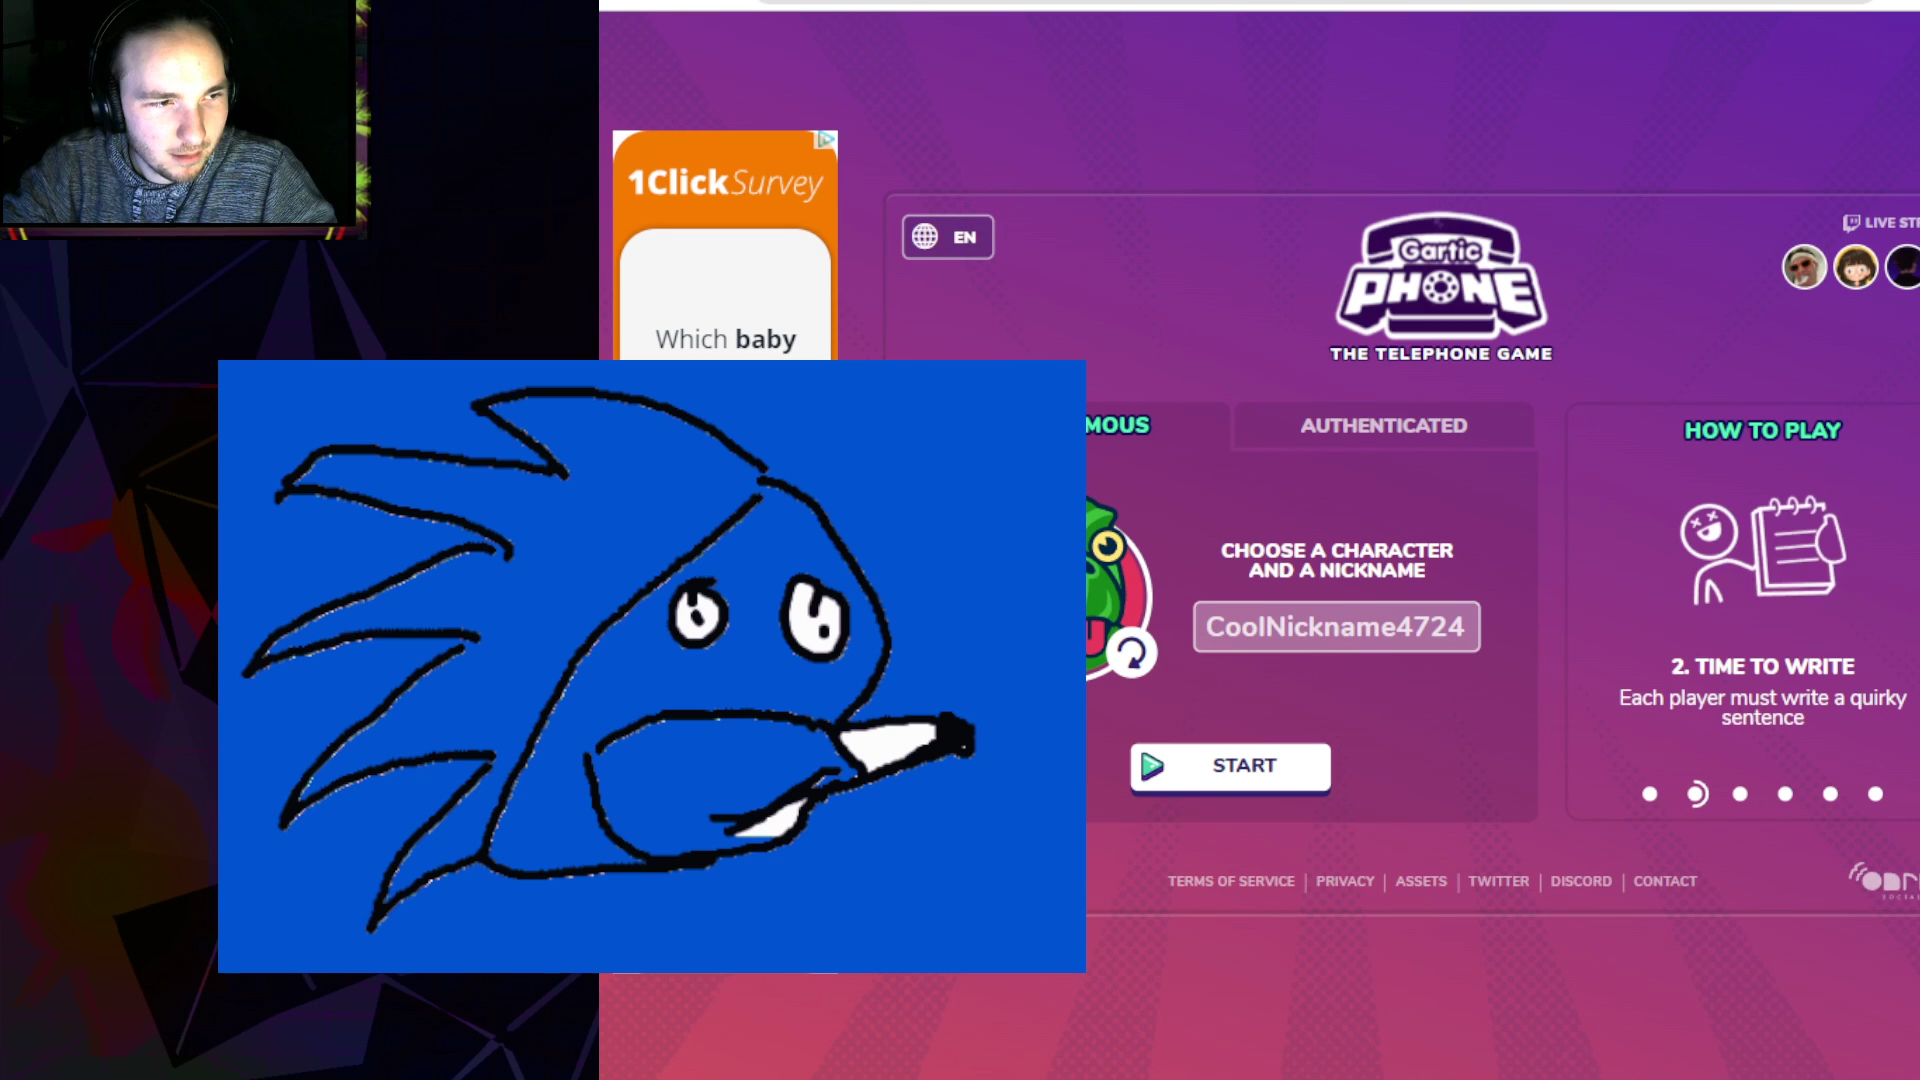 1ClickSurvey
Which baby
EN
Gartic
PHONE
THE TELEPHONE GAME
LIVE STR
MOUS
AUTHENTICATED
CHOOSE A CHARACTER
AND A NICKNAME
CoolNickname4724
START
HOW TO PLAY
2. TIME TO WRITE
Each player must write a quirky
sentence
TERMS OF SERVICE | PRIVACY | ASSETS | TWITTER | DISCORD | CONTACT